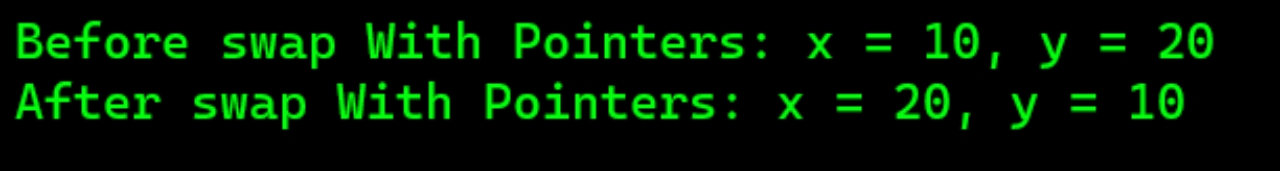 Before swap With Pointers: x = 10, y = 20
After swap With Pointers: x = 20, y = 10